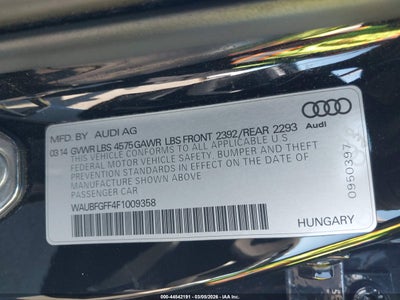 MFD. BY AUDI AG
03 14 GVWR LBS 4575 GAWR LBS FRONT 2392/REAR 2293
THIS VEHICLE CONFORMS TO ALL APPLICABLE U.S.
FEDERAL MOTOR VEHICLE SAFETY, BUMPER AND THEFT
PREVENTION STANDARDS IN EFFECT ON THE DATE OF
MANUFACTURE SHOWN ABOVE.
PASSENGER CAR
WAUBFGFF4F1009358
Audi
0950397
HUNGARY
000-44542191 - 03/09/2026 - IAA